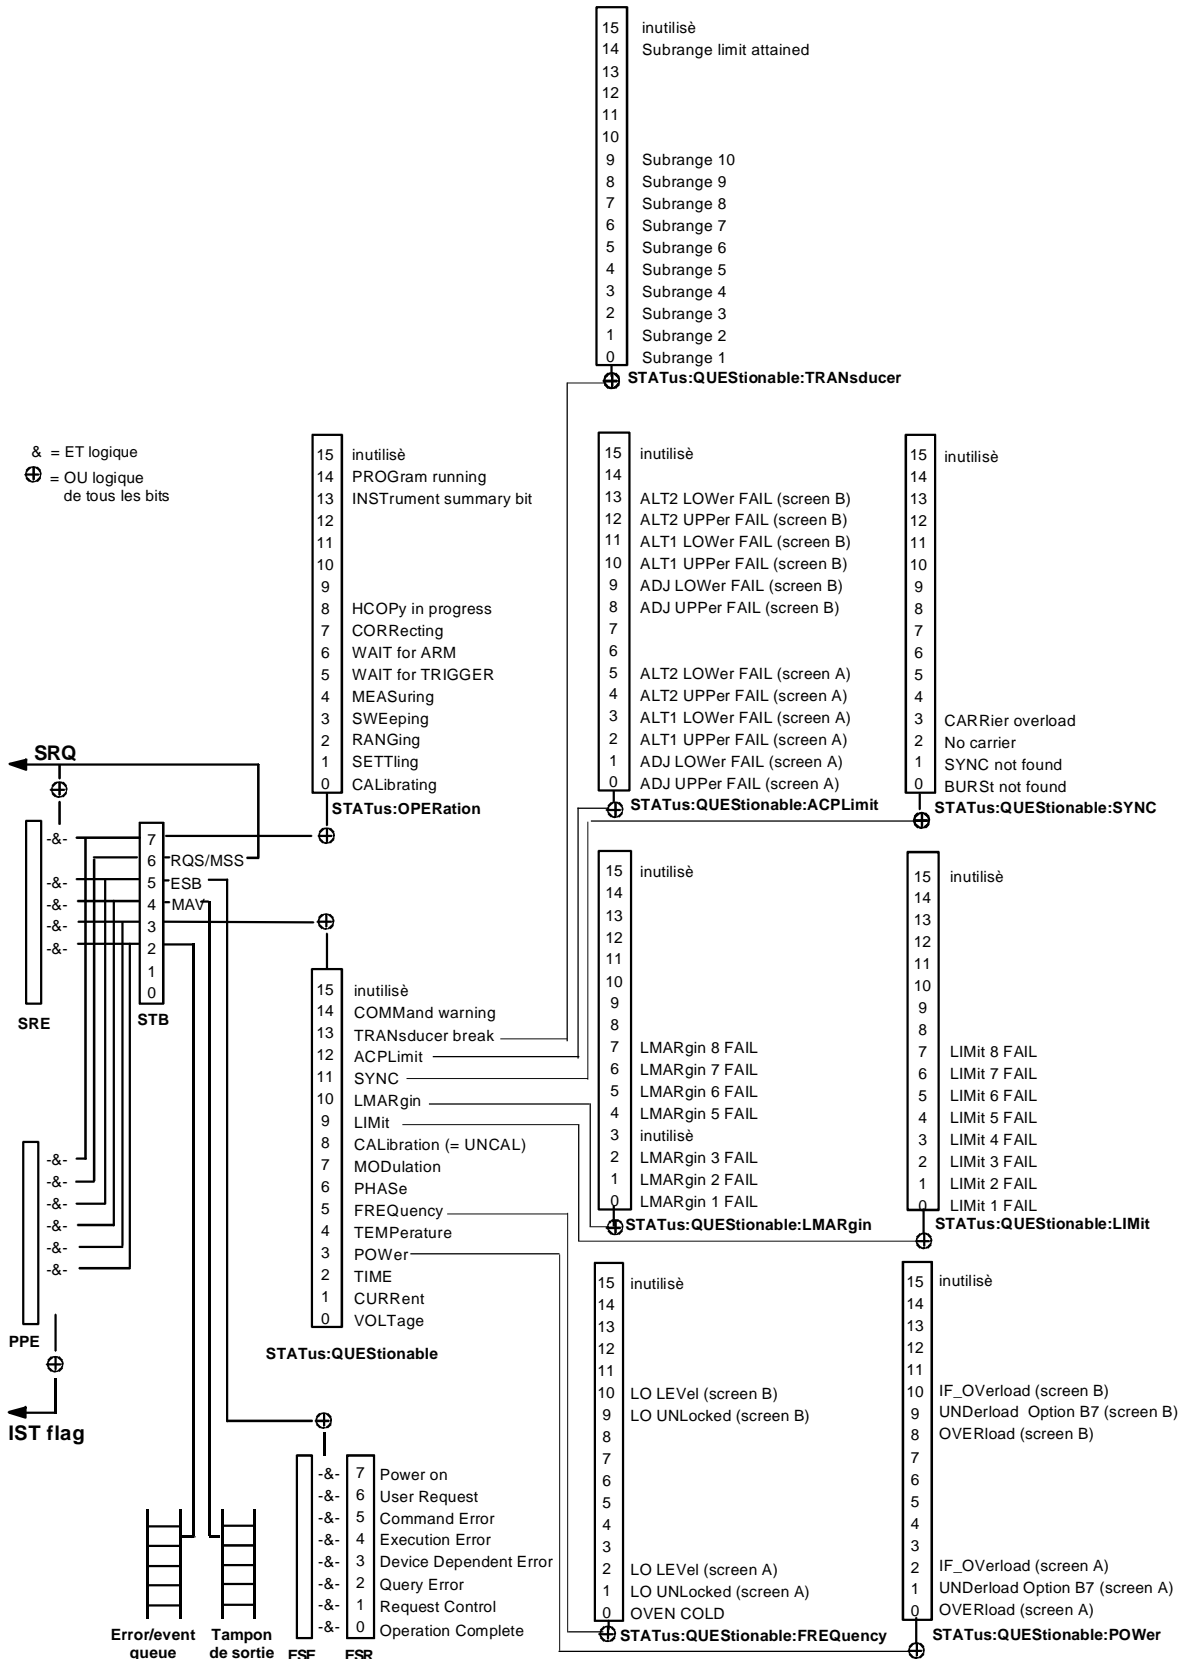 15 inutilisè
14 Subrange limit attained
13
12
11
10
9 Subrange 10
8 Subrange 9
7 Subrange 8
6 Subrange 7
5 Subrange 6
4 Subrange 5
3 Subrange 4
2 Subrange 3
1 Subrange 2
0 Subrange 1
STATus:QUEStionable:TRANsducer
& = ET logique
= OU logique
de tous les bits
15 inutilisè
14 PROGram running
13 INSTrument summary bit
12
11
10
9
8 HCOPy in progress
7 CORRecting
6 WAIT for ARM
5 WAIT for TRIGGER
4 MEASuring
3 SWEeping
2 RANGing
1 SETTling
0 CALibrating
STATus:OPERation
15 inutilisè
14
13 ALT2 LOWer FAIL (screen B)
12 ALT2 UPPer FAIL (screen B)
11 ALT1 LOWer FAIL (screen B)
10 ALT1 UPPer FAIL (screen B)
9 ADJ LOWer FAIL (screen B)
8 ADJ UPPer FAIL (screen B)
7
6
5 ALT2 LOWer FAIL (screen A)
4 ALT2 UPPer FAIL (screen A)
3 ALT1 LOWer FAIL (screen A)
2 ALT1 UPPer FAIL (screen A)
1 ADJ LOWer FAIL (screen A)
0 ADJ UPPer FAIL (screen A)
STATus:QUEStionable:ACPLimit
15 inutilisè
14
13
12
11
10
9
8
7
6
5
4
3 CARRier overload
2 No carrier
1 SYNC not found
0 BURSt not found
STATus:QUEStionable:SYNC
SRQ
-&-
-&-
-&-
-&-
-&-
SRE
7
6 RQS/MSS
5 ESB
4 MAV
3
2
1
0
STB
15 inutilisè
14 COMMand warning
13 TRANsducer break
12 ACPLimit
11 SYNC
10 LMARgin
9 LIMit
8 CALibration (= UNCAL)
7 MODulation
6 PHASe
5 FREQuency
4 TEMPerature
3 POWer
2 TIME
1 CURRent
0 VOLTage
STATus:QUEStionable
15 inutilisè
14
13
12
11
10
9
8
7 LMARgin 8 FAIL
6 LMARgin 7 FAIL
5 LMARgin 6 FAIL
4 LMARgin 5 FAIL
3 inutilisè
2 LMARgin 3 FAIL
1 LMARgin 2 FAIL
0 LMARgin 1 FAIL
STATus:QUEStionable:LMARgin
15 inutilisè
14
13
12
11
10
9
8
7 LIMit 8 FAIL
6 LIMit 7 FAIL
5 LIMit 6 FAIL
4 LIMit 5 FAIL
3 LIMit 4 FAIL
2 LIMit 3 FAIL
1 LIMit 2 FAIL
0 LIMit 1 FAIL
STATus:QUEStionable:LIMit
-&-
-&-
-&-
-&-
-&-
-&-
PPE
IST flag
15 inutilisè
14
13
12
11
10 LO LEVel (screen B)
9 LO UNLocked (screen B)
8
7
6
5
4
3
2 LO LEVel (screen A)
1 LO UNLocked (screen A)
0 OVEN COLD
STATus:QUEStionable:FREQuency
15 inutilisè
14
13
12
11
10 IF_OVerload (screen B)
9 UNDerload Option B7 (screen B)
8 OVERload (screen B)
7
6
5
4
3
2 IF_OVerload (screen A)
1 UNDerload Option B7 (screen A)
0 OVERload (screen A)
STATus:QUEStionable:POWer
-&- 7 Power on
-&- 6 User Request
-&- 5 Command Error
-&- 4 Execution Error
-&- 3 Device Dependent Error
-&- 2 Query Error
-&- 1 Request Control
-&- 0 Operation Complete
ESE ESR
Error/event
queue
Tampon
de sortie